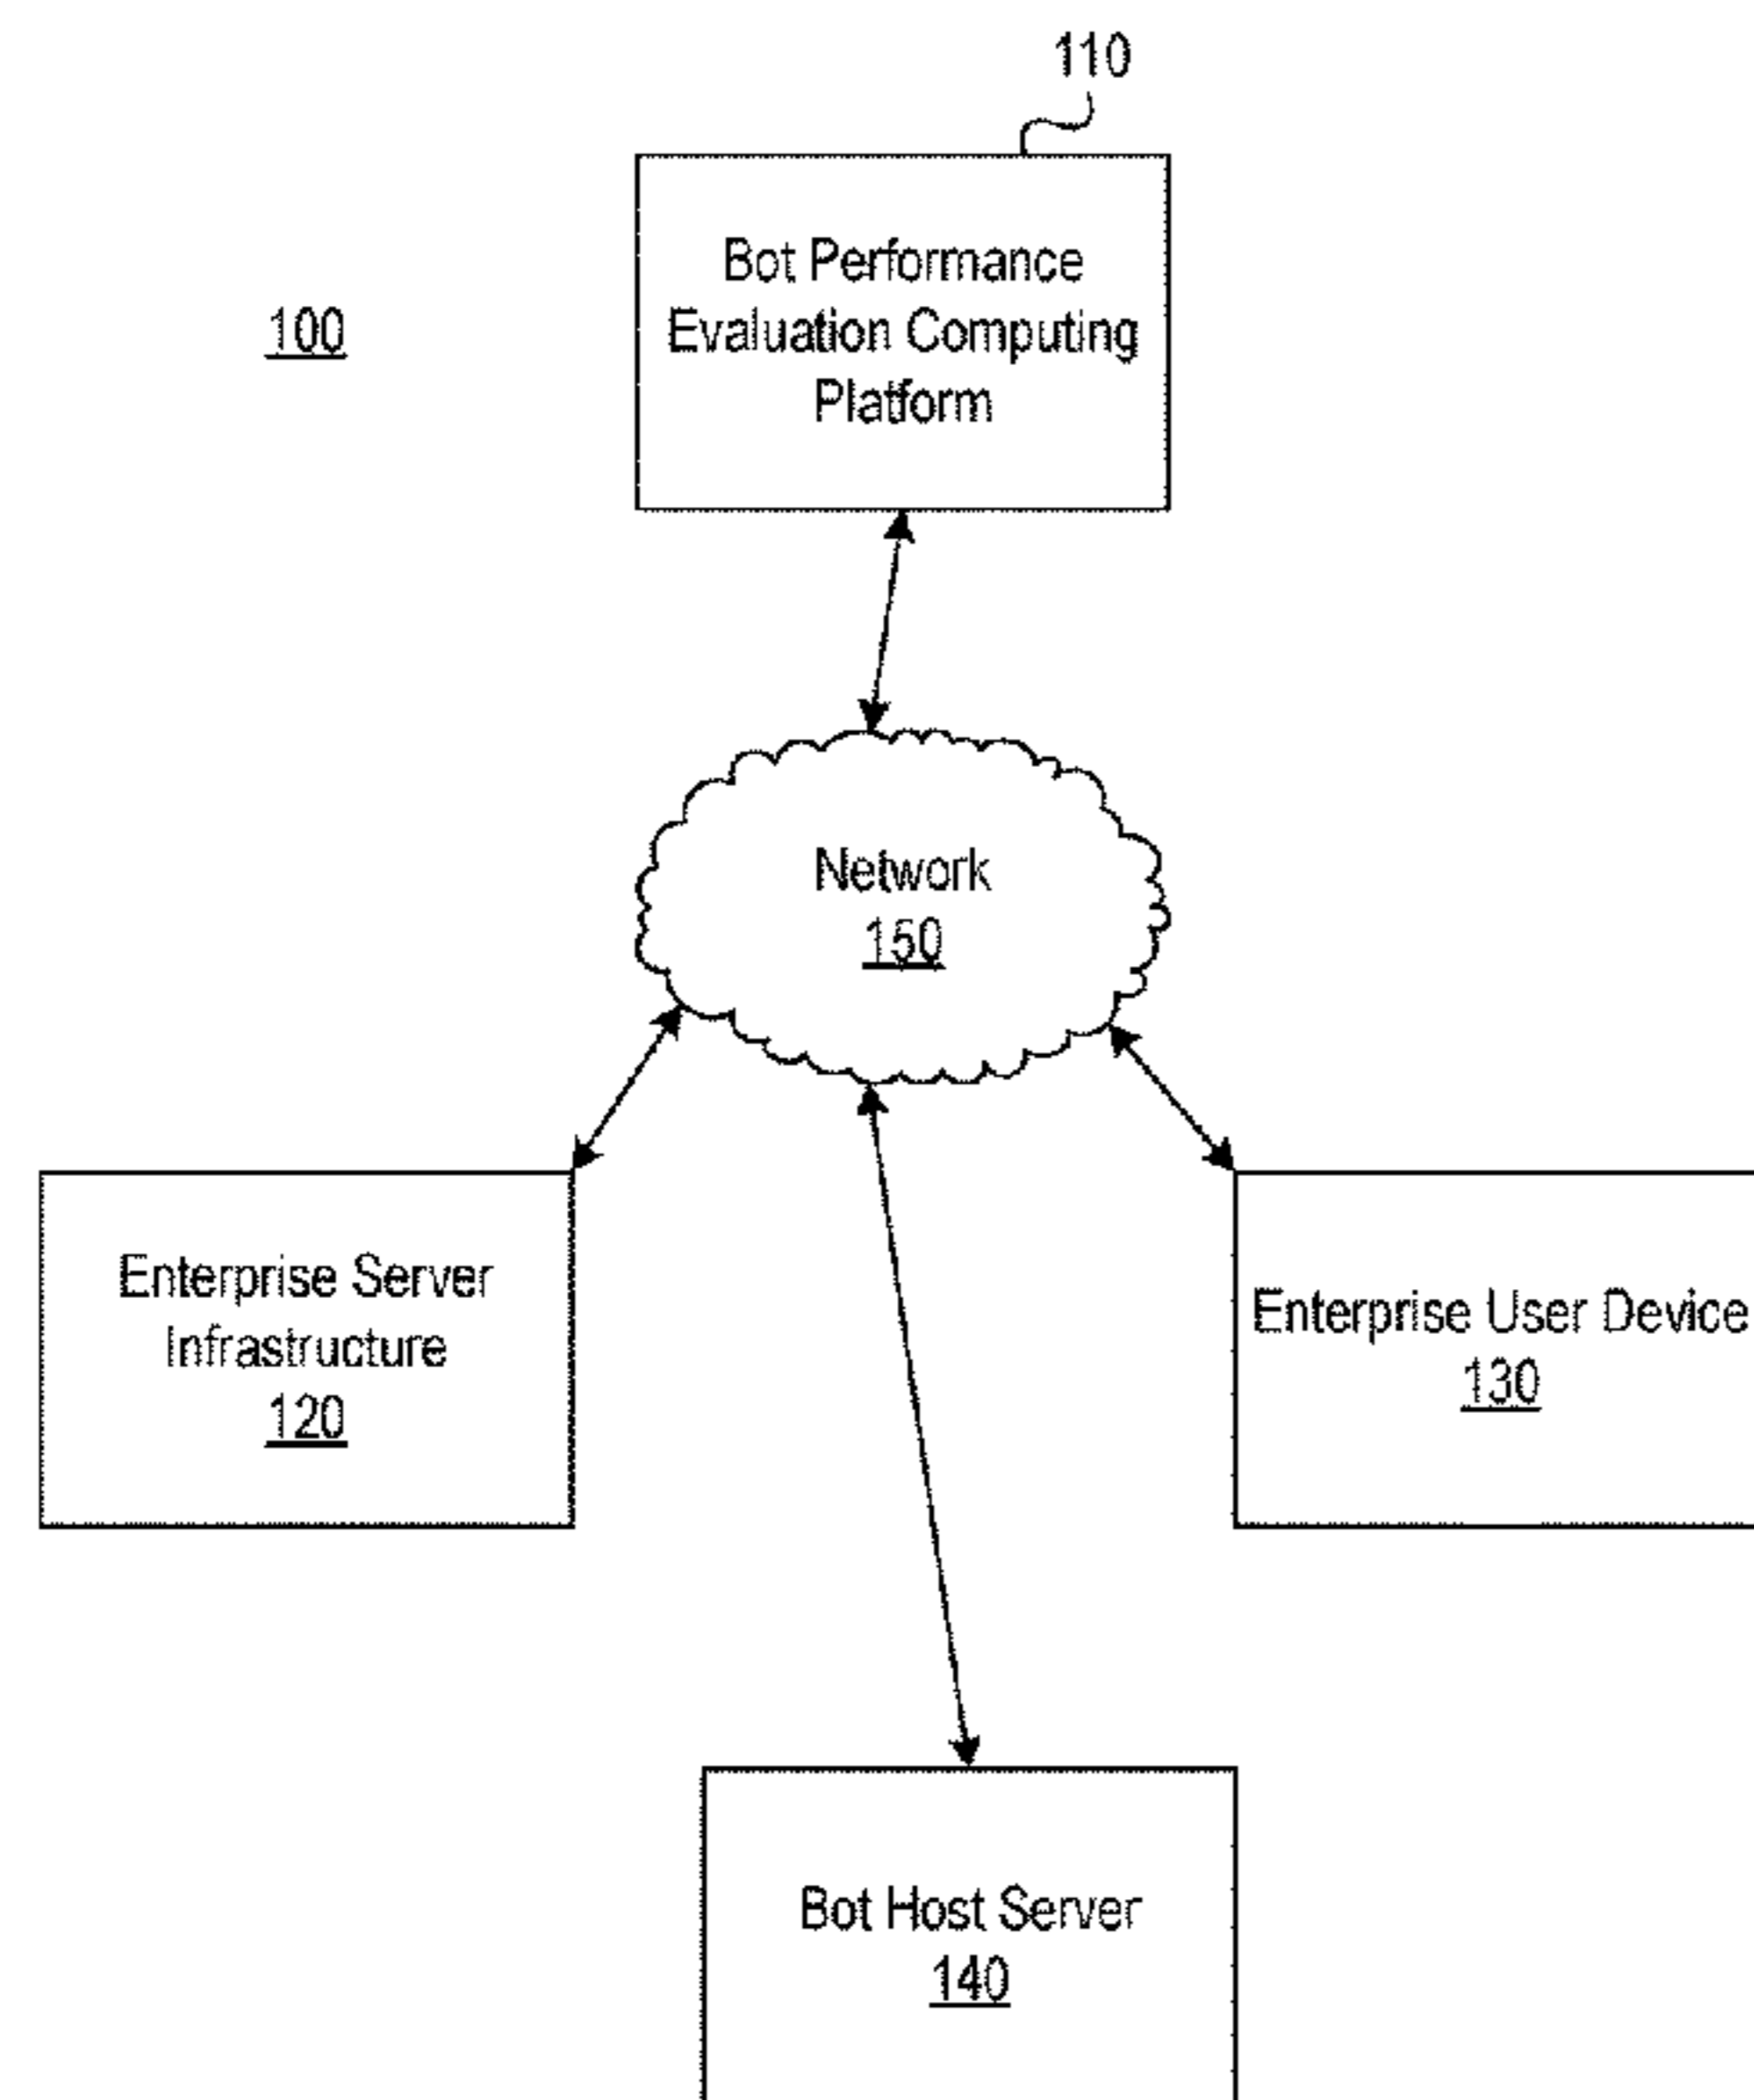 110
100
Bot Performance
Evaluation Computing
Platform
Network
150
Enterprise Server
Infrastructure
120
Enterprise User Device
130
Bot Host Server
140